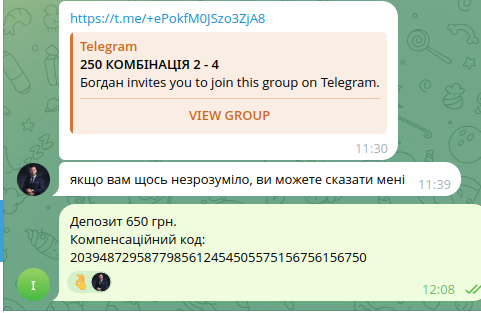 https://t.me/+ePokfM0JSzo3ZjA8
Telegram
250 КОМБІНАЦІЯ 2 - 4
Богдан invites you to join this group on Telegram.
VIEW GROUP
11:30
якщо вам щось незрозуміло, ви можете сказати мені
11:39
Депозит 650 грн.
Компенсаційний код:
203948729587798561245450557515675615675​0
І
12:08